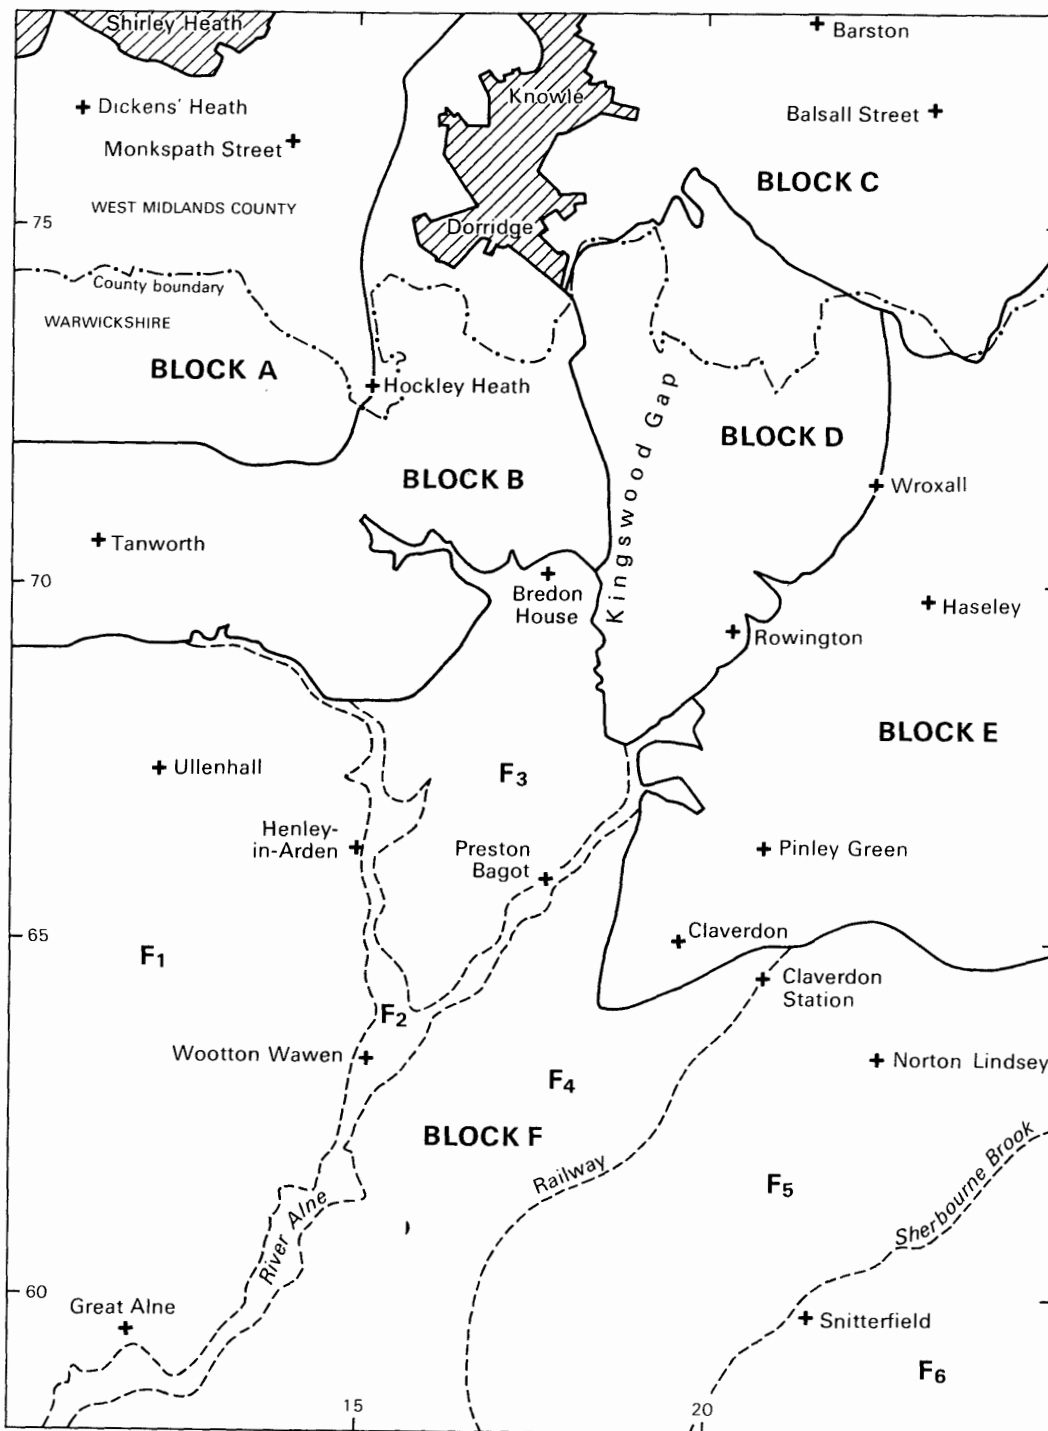 Shirley Heath
Barston
Knowle
Dickens' Heath
Balsall Street
Monkspath Street
BLOCK C
WEST MIDLANDS COUNTY
75
Dorridge
County boundary
WARWICKSHIRE
BLOCK A
Hockley Heath
Kingswood Gap
BLOCK D
BLOCK B
Wroxall
Tanworth
70
Bredon
House
Haseley
Rowington
BLOCK E
Ullenhall
F3
Henley-
in-Arden
Preston
Bagot
Pinley Green
Claverdon
65
F1
Claverdon
Station
F2
Wootton Wawen
Norton Lindsey
F4
BLOCK F
Railway
F5
Sherbourne Brook
River Alne
60
Great Alne
Snitterfield
F6
15
20